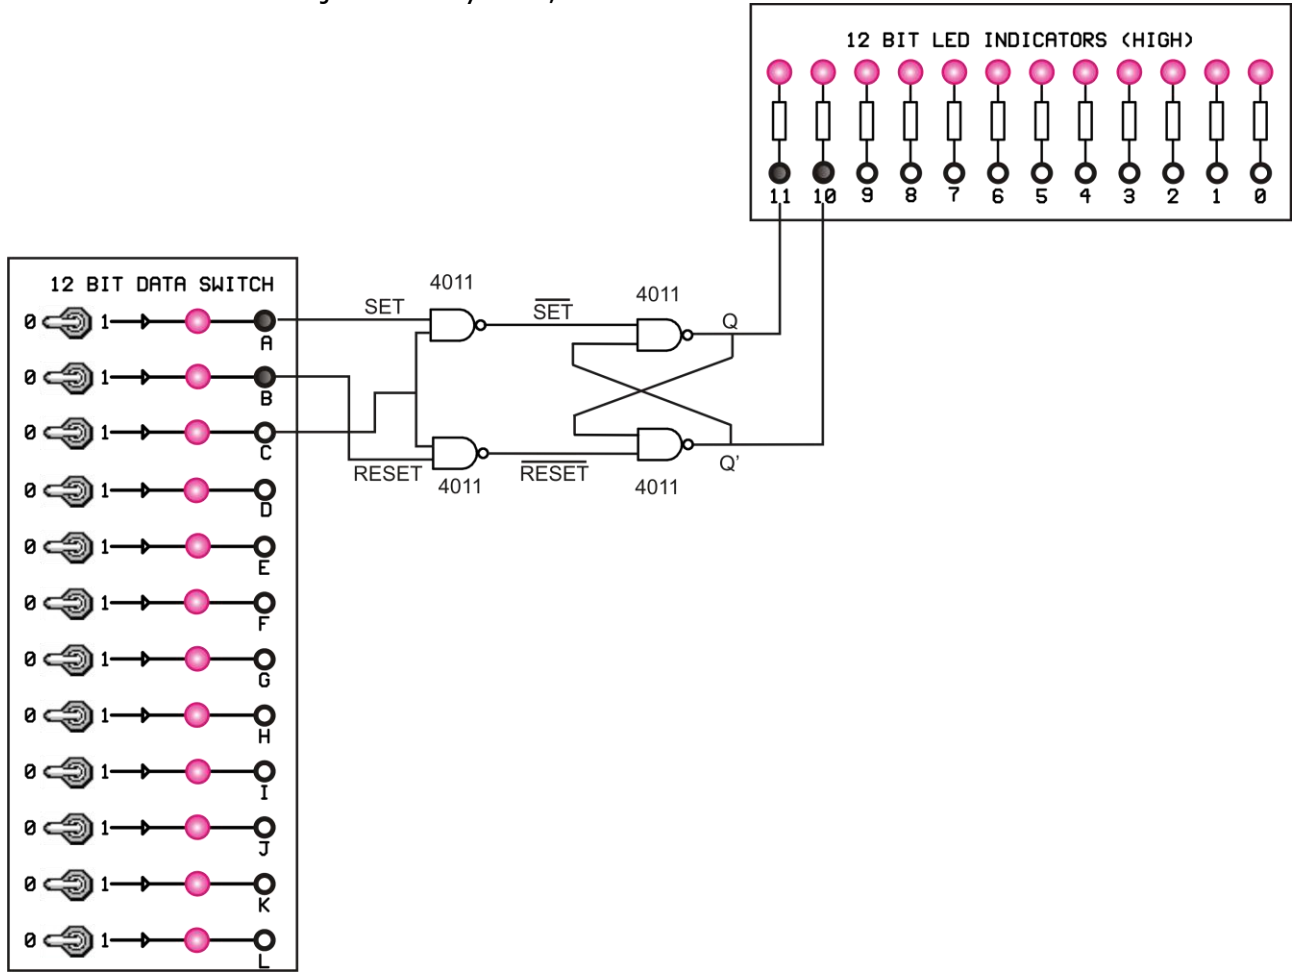 12 BIT LED INDICATORS (HIGH)
11 10 9 8 7 6 5 4 3 2 1 0
12 BIT DATA SWITCH
0 1 A
0 1 B
0 1 C
0 1 D
0 1 E
0 1 F
0 1 G
0 1 H
0 1 I
0 1 J
0 1 K
0 1 L
4011
SET
SET
4011
Q
RESET
4011
RESET
4011
Q'